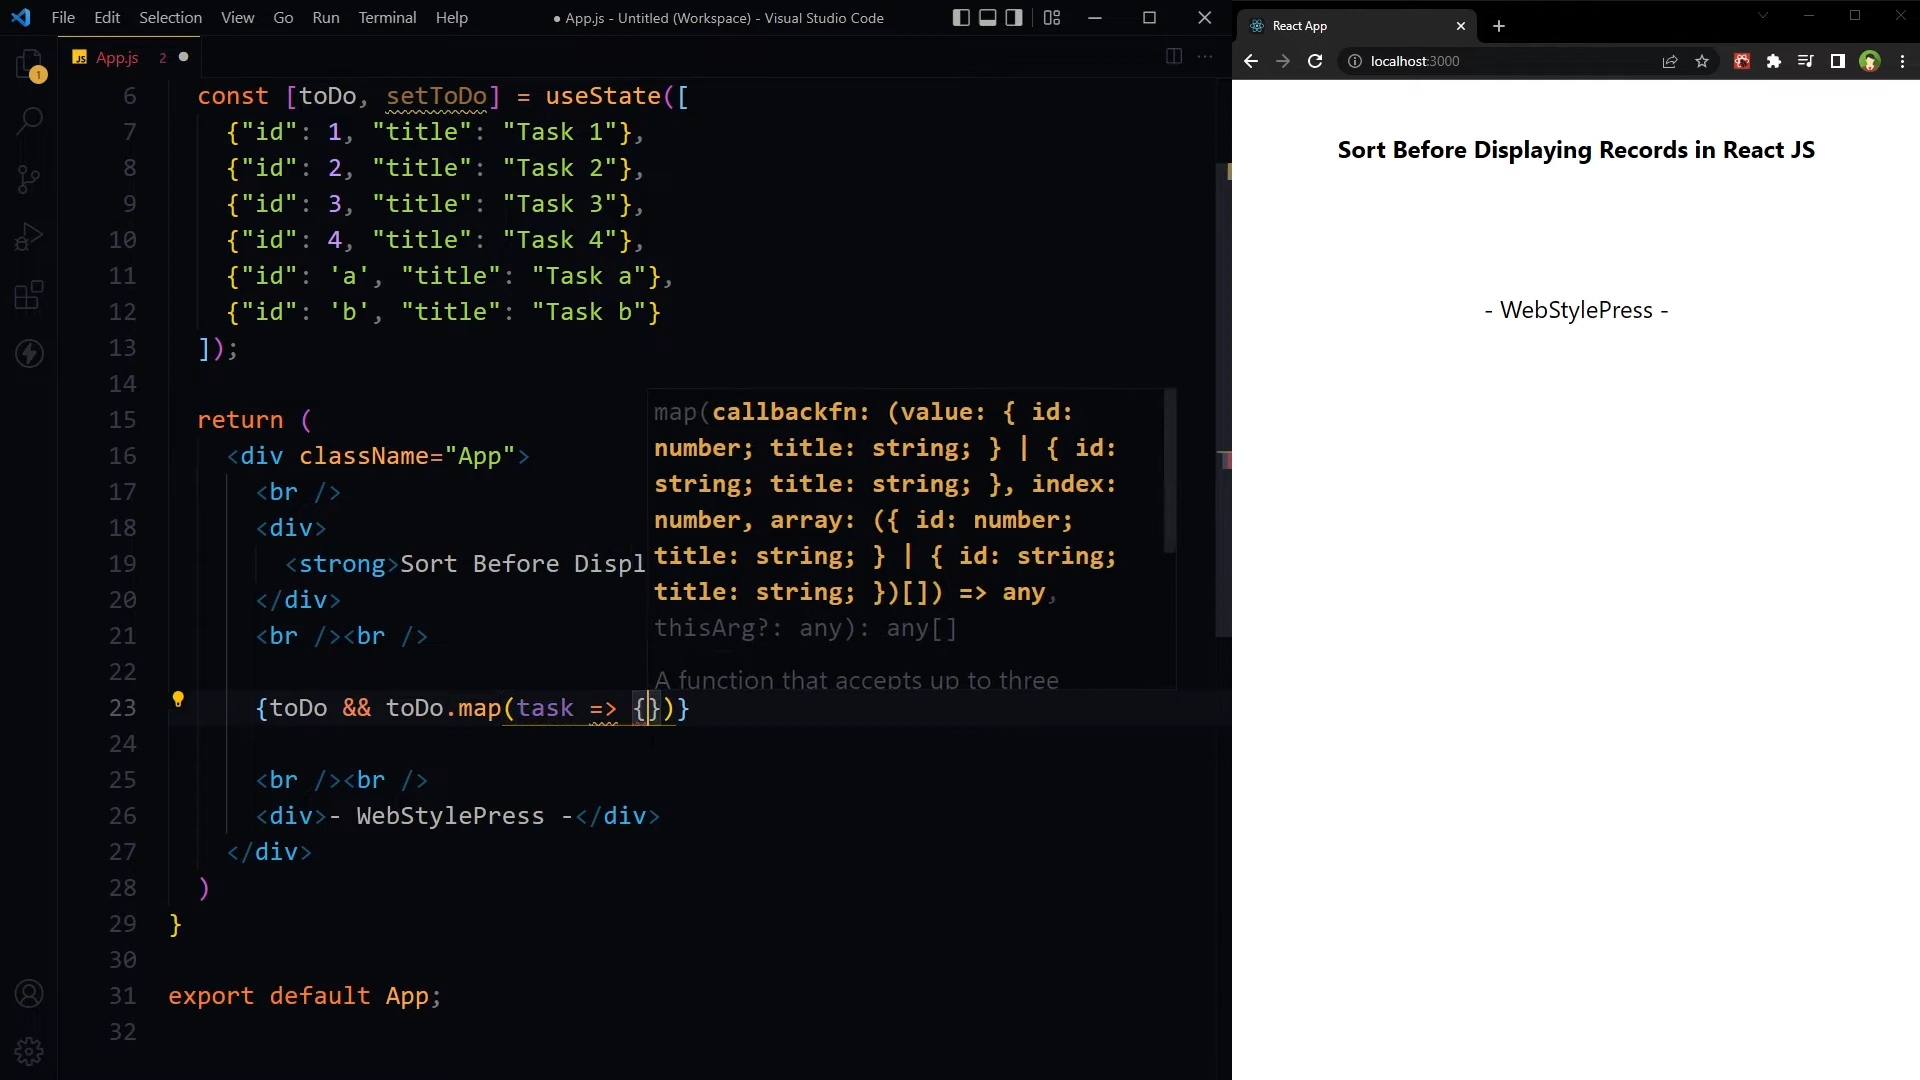 File Edit Selection View Go Run Terminal Help ● App.js - Untitled (Workspace) - Visual Studio Code
1
JS App.js 2 ●
6 const [toDo, setToDo] = useState([
7 {"id": 1, "title": "Task 1"},
8 {"id": 2, "title": "Task 2"},
9 {"id": 3, "title": "Task 3"},
10 {"id": 4, "title": "Task 4"},
11 {"id": 'a', "title": "Task a"},
12 {"id": 'b', "title": "Task b"}
13 ]);
14
15 return (
16 <div className="App">
17 <br />
18 <div>
19 <strong>Sort Before Displ
20 </div>
21 <br /><br />
22
23 {toDo && toDo.map(task => {})}
24
25 <br /><br />
26 <div>- WebStylePress -</div>
27 </div>
28 )
29 }
30
31 export default App;
32
map(callbackfn: (value: { id:
number; title: string; } | { id:
string; title: string; }, index:
number, array: ({ id: number;
title: string; } | { id: string;
title: string; })[]) => any,
thisArg?: any): any[]
A function that accepts up to three
React App
localhost:3000
Sort Before Displaying Records in React JS
- WebStylePress -